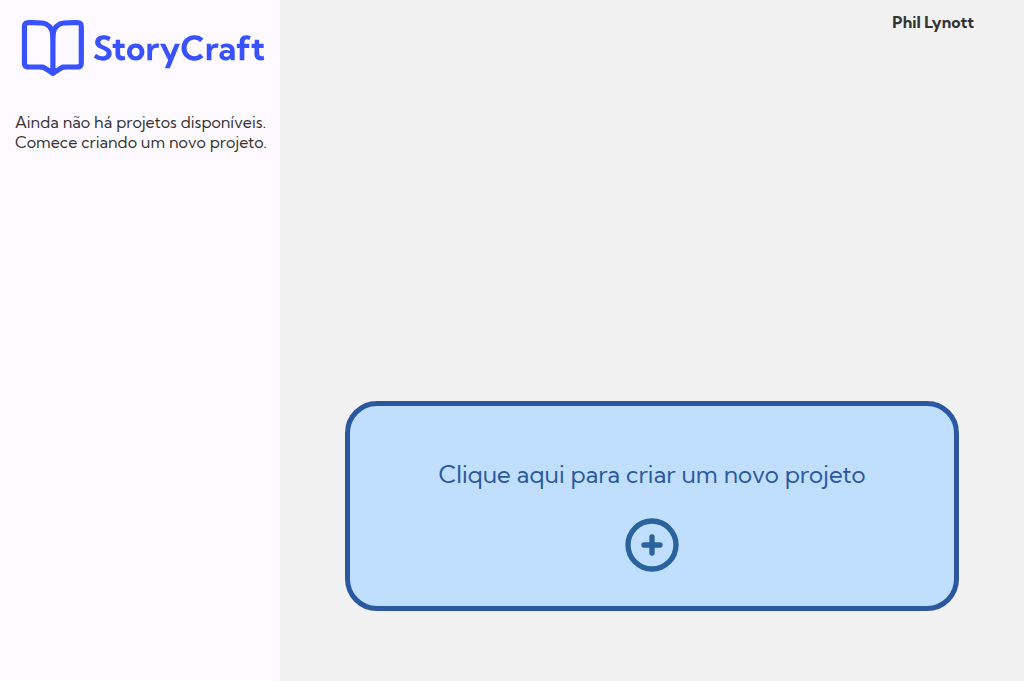 StoryCraft
Ainda não há projetos disponíveis.
Comece criando um novo projeto.
Phil Lynott
Clique aqui para criar um novo projeto